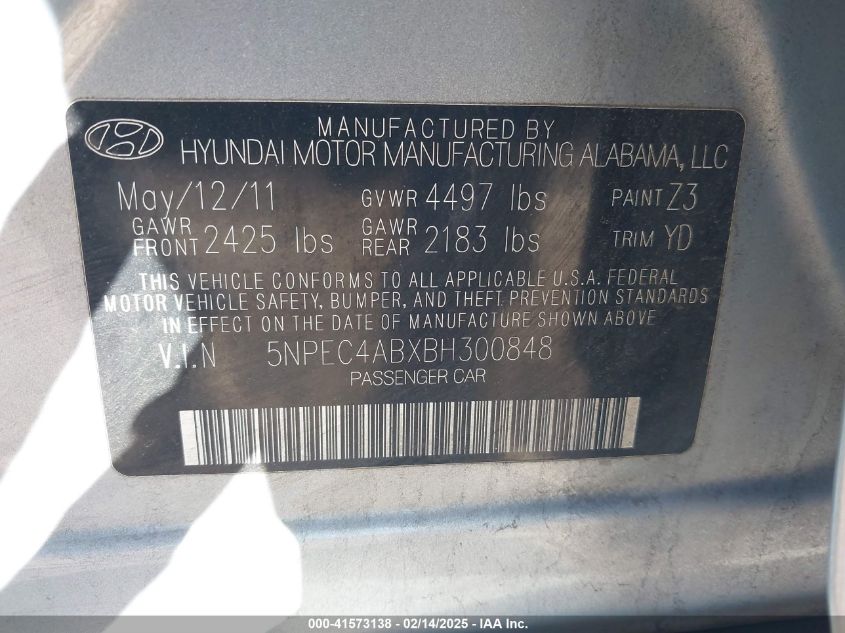 MANUFACTURED BY
HYUNDAI MOTOR MANUFACTURING ALABAMA, LLC
May/12/11 GVWR 4497 lbs PAINT Z3
GAWR FRONT 2425 lbs GAWR REAR 2183 lbs TRIM YD
THIS VEHICLE CONFORMS TO ALL APPLICABLE U.S.A. FEDERAL
MOTOR VEHICLE SAFETY, BUMPER, AND THEFT PREVENTION STANDARDS
IN EFFECT ON THE DATE OF MANUFACTURE SHOWN ABOVE.
V.I.N 5NPEC4ABXBH300848
PASSENGER CAR
000-41573138 - 02/14/2025 - IAA Inc.